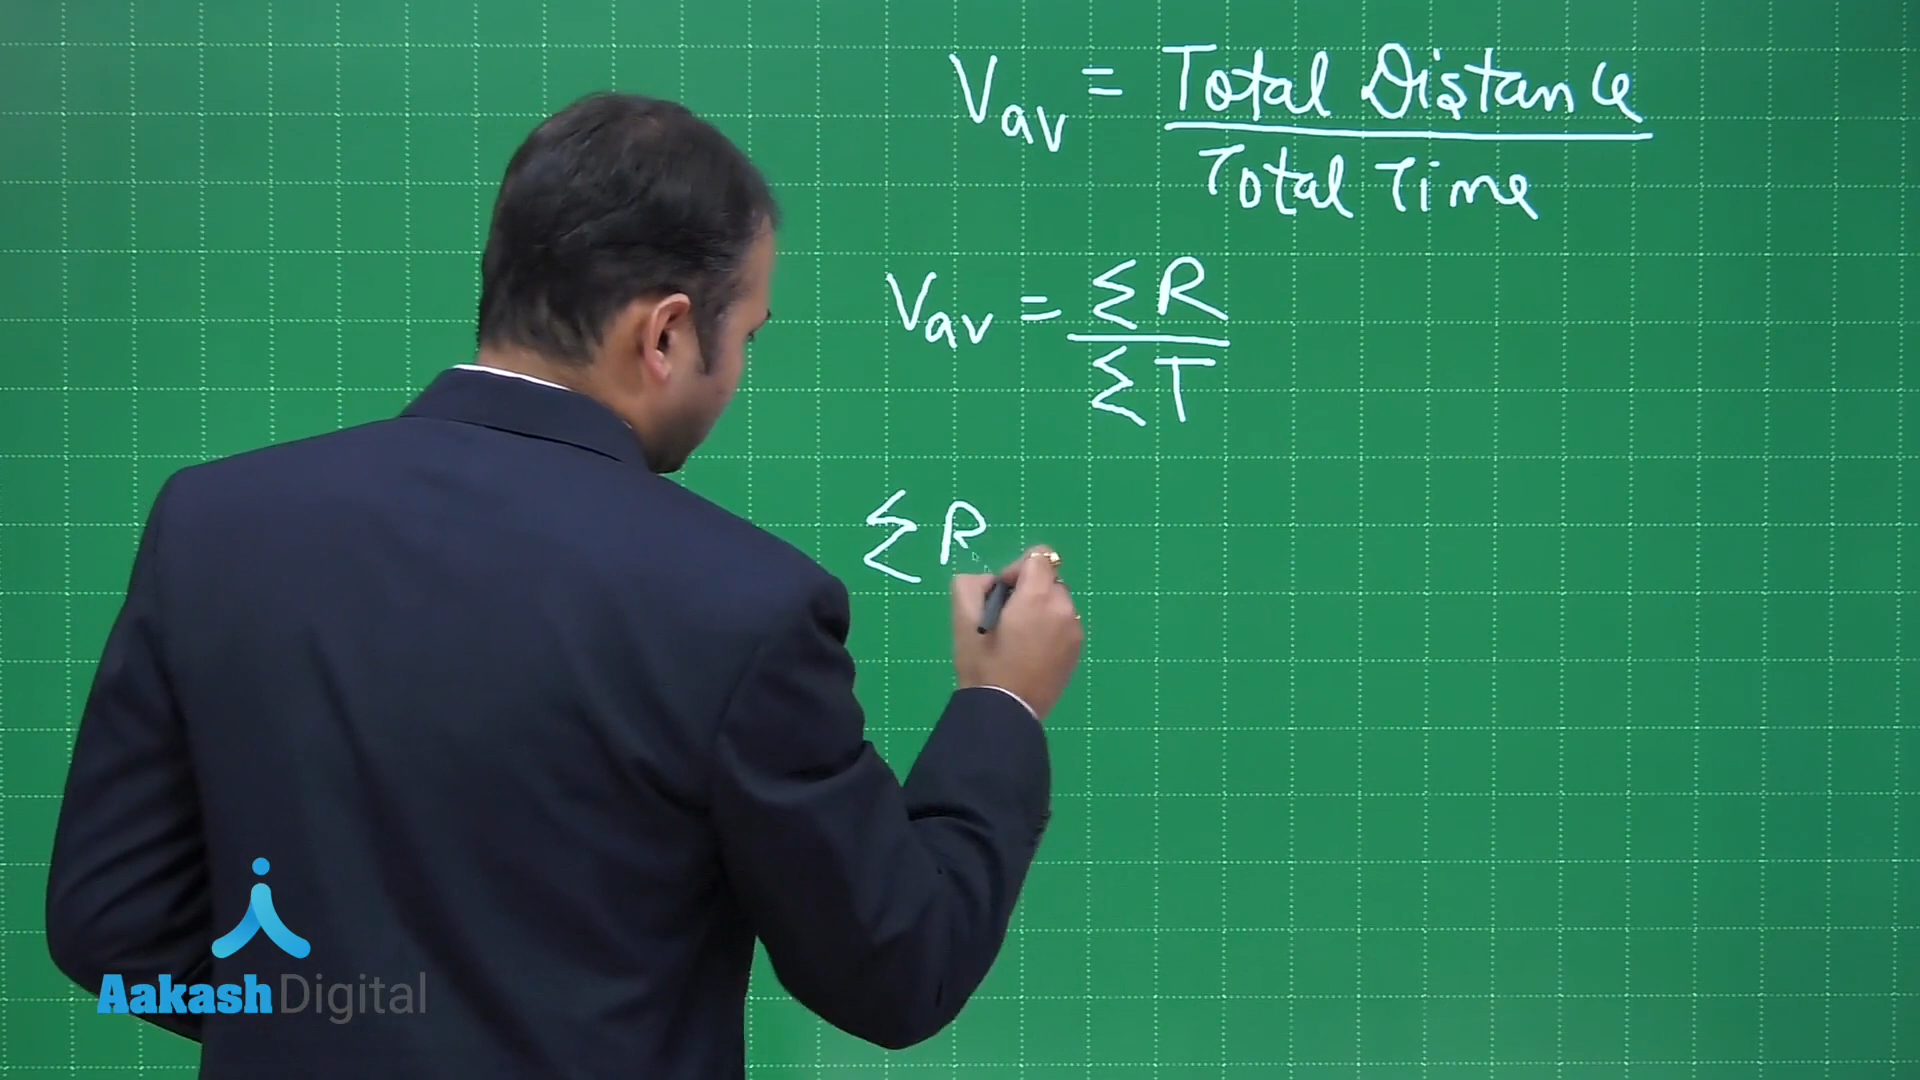 Vav = Total Distance
Total Time
Vav = ΣR
ΣT
ΣR
Aakash Digital